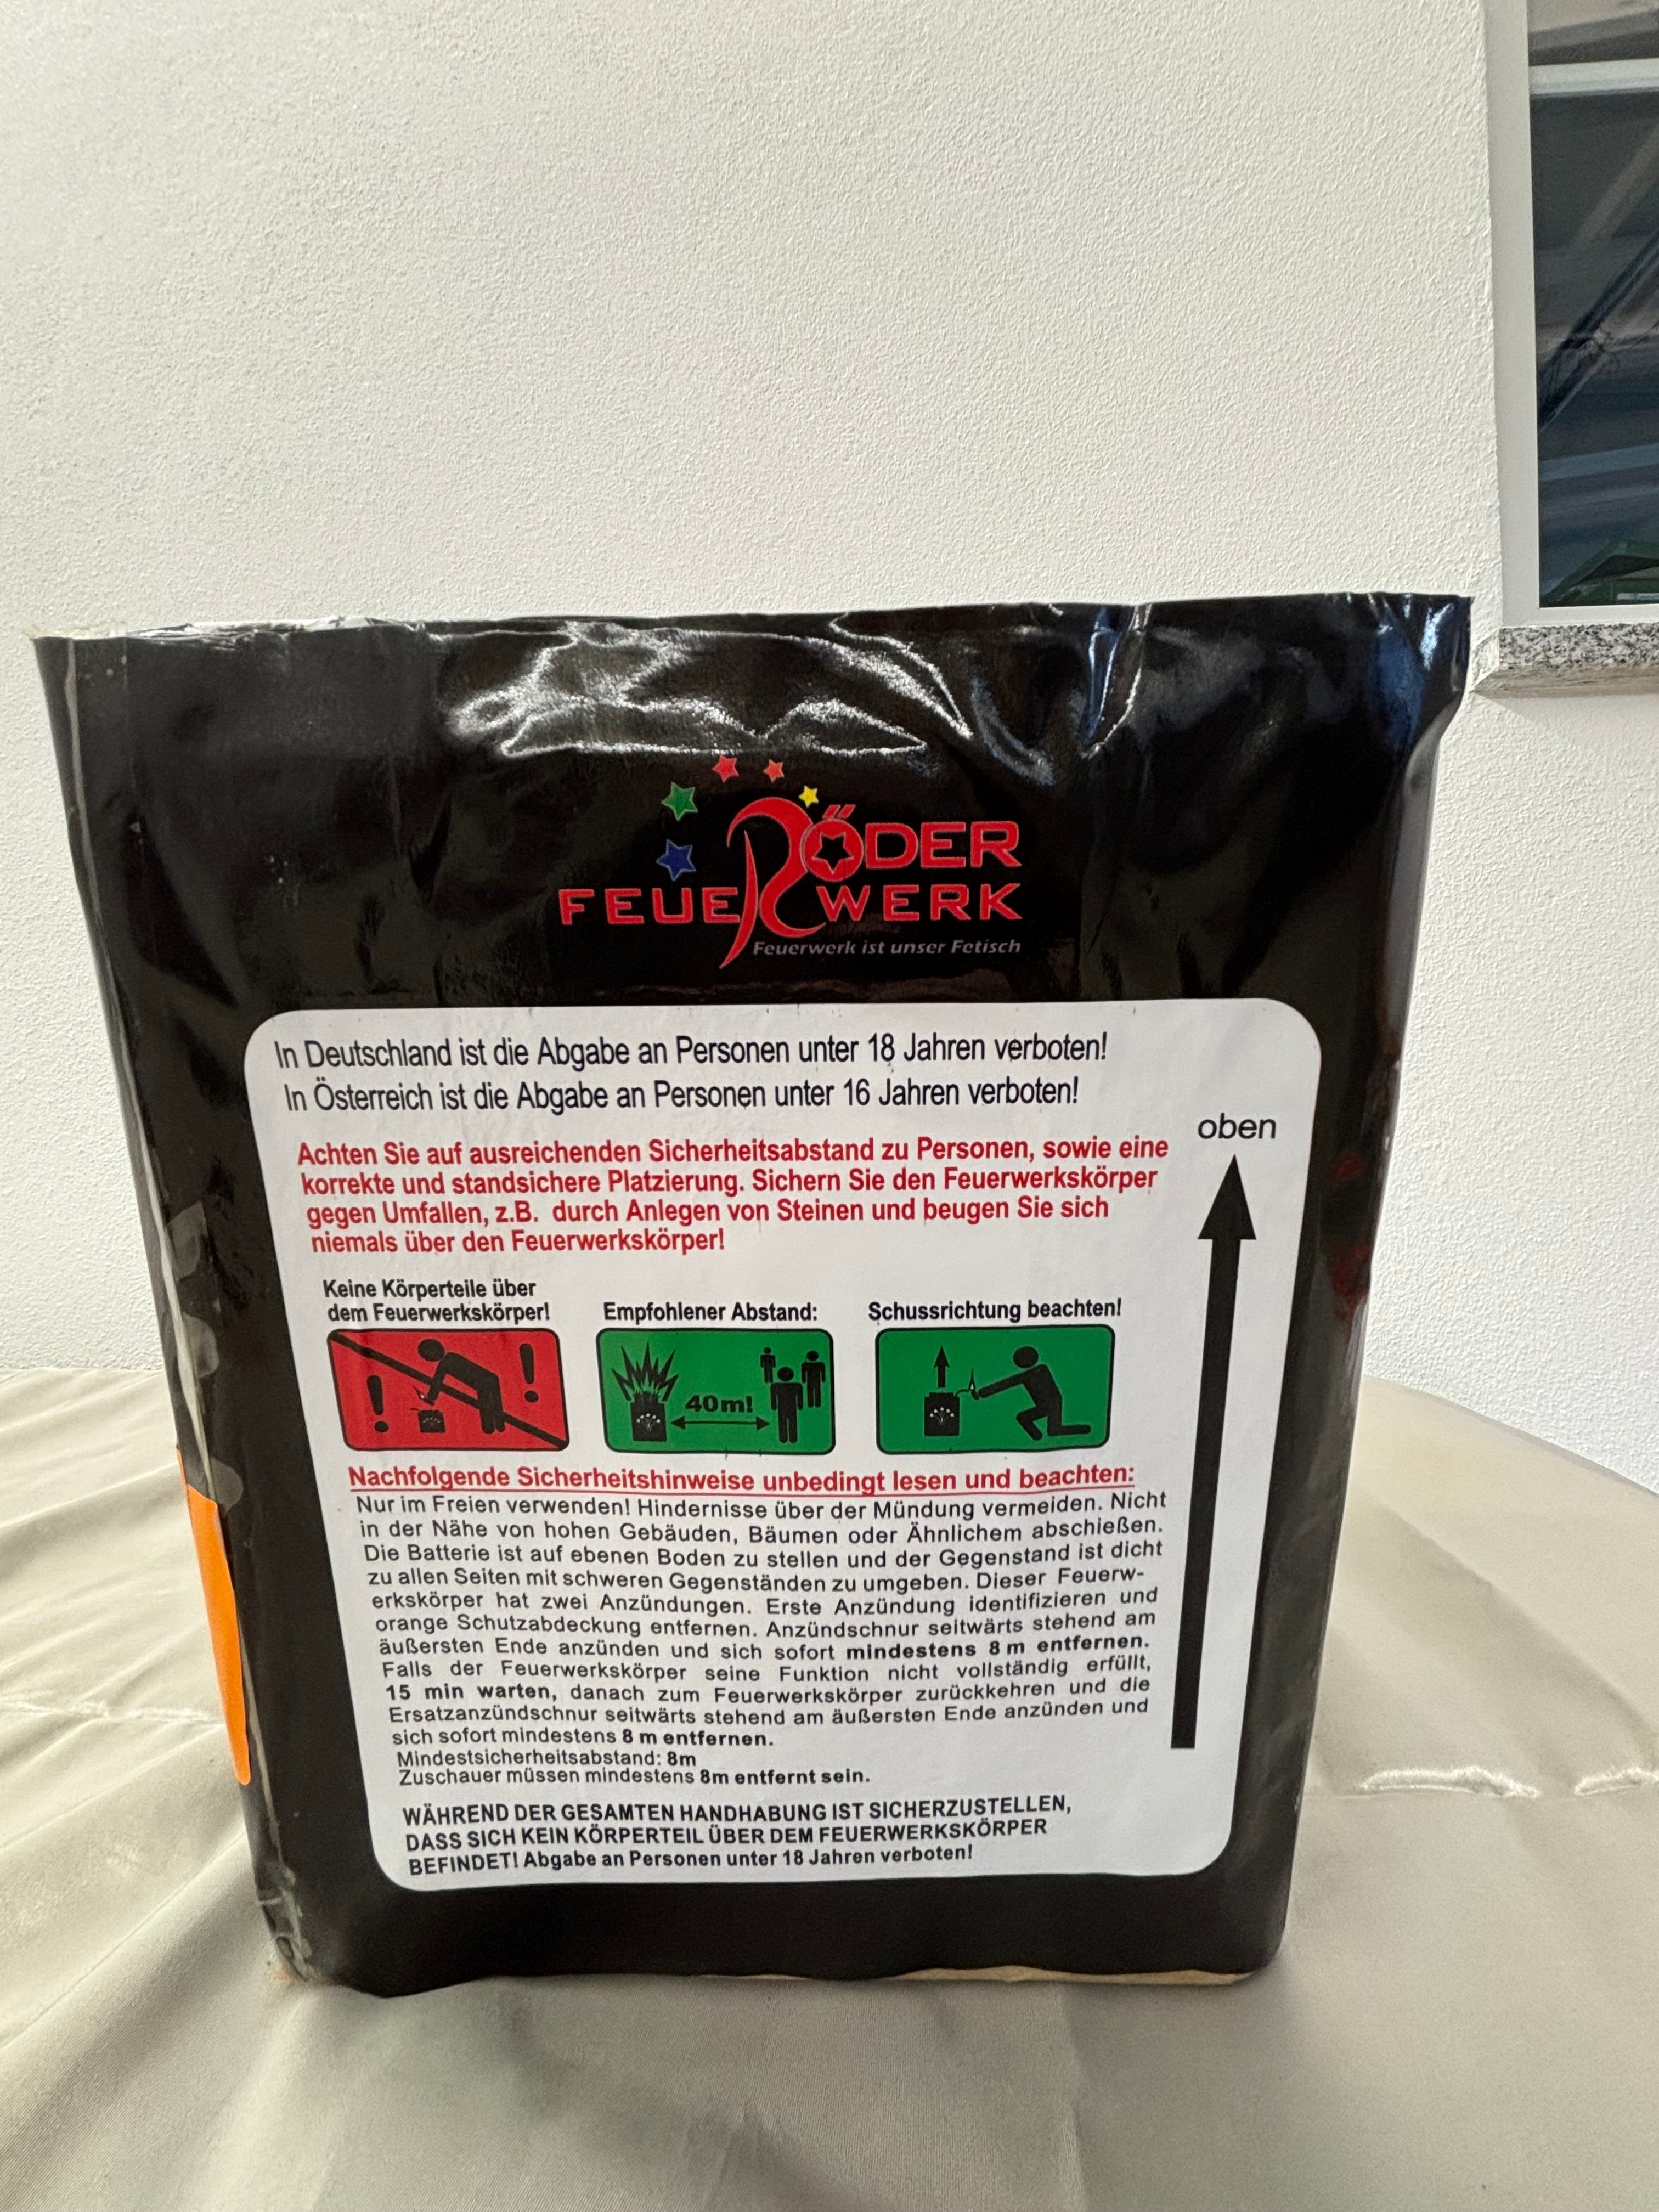 RÖDER
FEUERWERK
Feuerwerk ist unser Fetisch
In Deutschland ist die Abgabe an Personen unter 18 Jahren verboten!
In Österreich ist die Abgabe an Personen unter 16 Jahren verboten!
oben
Achten Sie auf ausreichenden Sicherheitsabstand zu Personen, sowie eine
korrekte und standsichere Platzierung. Sichern Sie den Feuerwerkskörper
gegen Umfallen, z.B. durch Anlegen von Steinen und beugen Sie sich
niemals über den Feuerwerkskörper!
Keine Körperteile über
dem Feuerwerkskörper!
Empfohlener Abstand:
Schussrichtung beachten!
40m!
Nachfolgende Sicherheitshinweise unbedingt lesen und beachten:
Nur im Freien verwenden! Hindernisse über der Mündung vermeiden. Nicht
in der Nähe von hohen Gebäuden, Bäumen oder Ähnlichem abschießen.
Die Batterie ist auf ebenen Boden zu stellen und der Gegenstand ist dicht
zu allen Seiten mit schweren Gegenständen zu umgeben. Dieser Feuerw-
erkskörper hat zwei Anzündungen. Erste Anzündung identifizieren und
orange Schutzabdeckung entfernen. Anzündschnur seitwärts stehend am
äußersten Ende anzünden und sich sofort mindestens 8 m entfernen.
Falls der Feuerwerkskörper seine Funktion nicht vollständig erfüllt,
15 min warten, danach zum Feuerwerkskörper zurückkehren und die
Ersatzanzündschnur seitwärts stehend am äußersten Ende anzünden und
sich sofort mindestens 8 m entfernen.
Mindestsicherheitsabstand: 8m
Zuschauer müssen mindestens 8m entfernt sein.
WÄHREND DER GESAMTEN HANDHABUNG IST SICHERZUSTELLEN,
DASS SICH KEIN KÖRPERTEIL ÜBER DEM FEUERWERKSKÖRPER
BEFINDET! Abgabe an Personen unter 18 Jahren verboten!